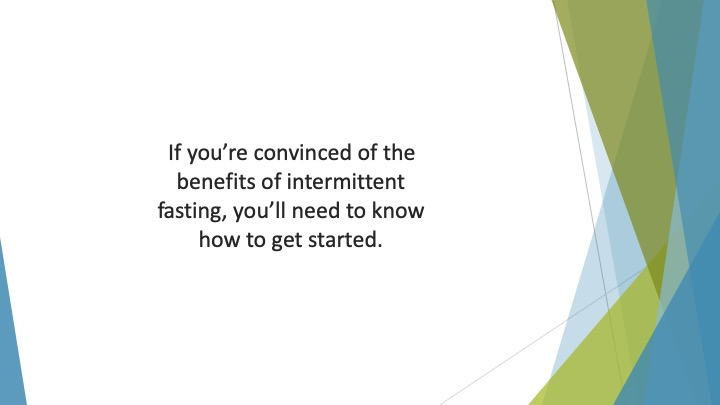 If you’re convinced of the
benefits of intermittent
fasting, you’ll need to know
how to get started.